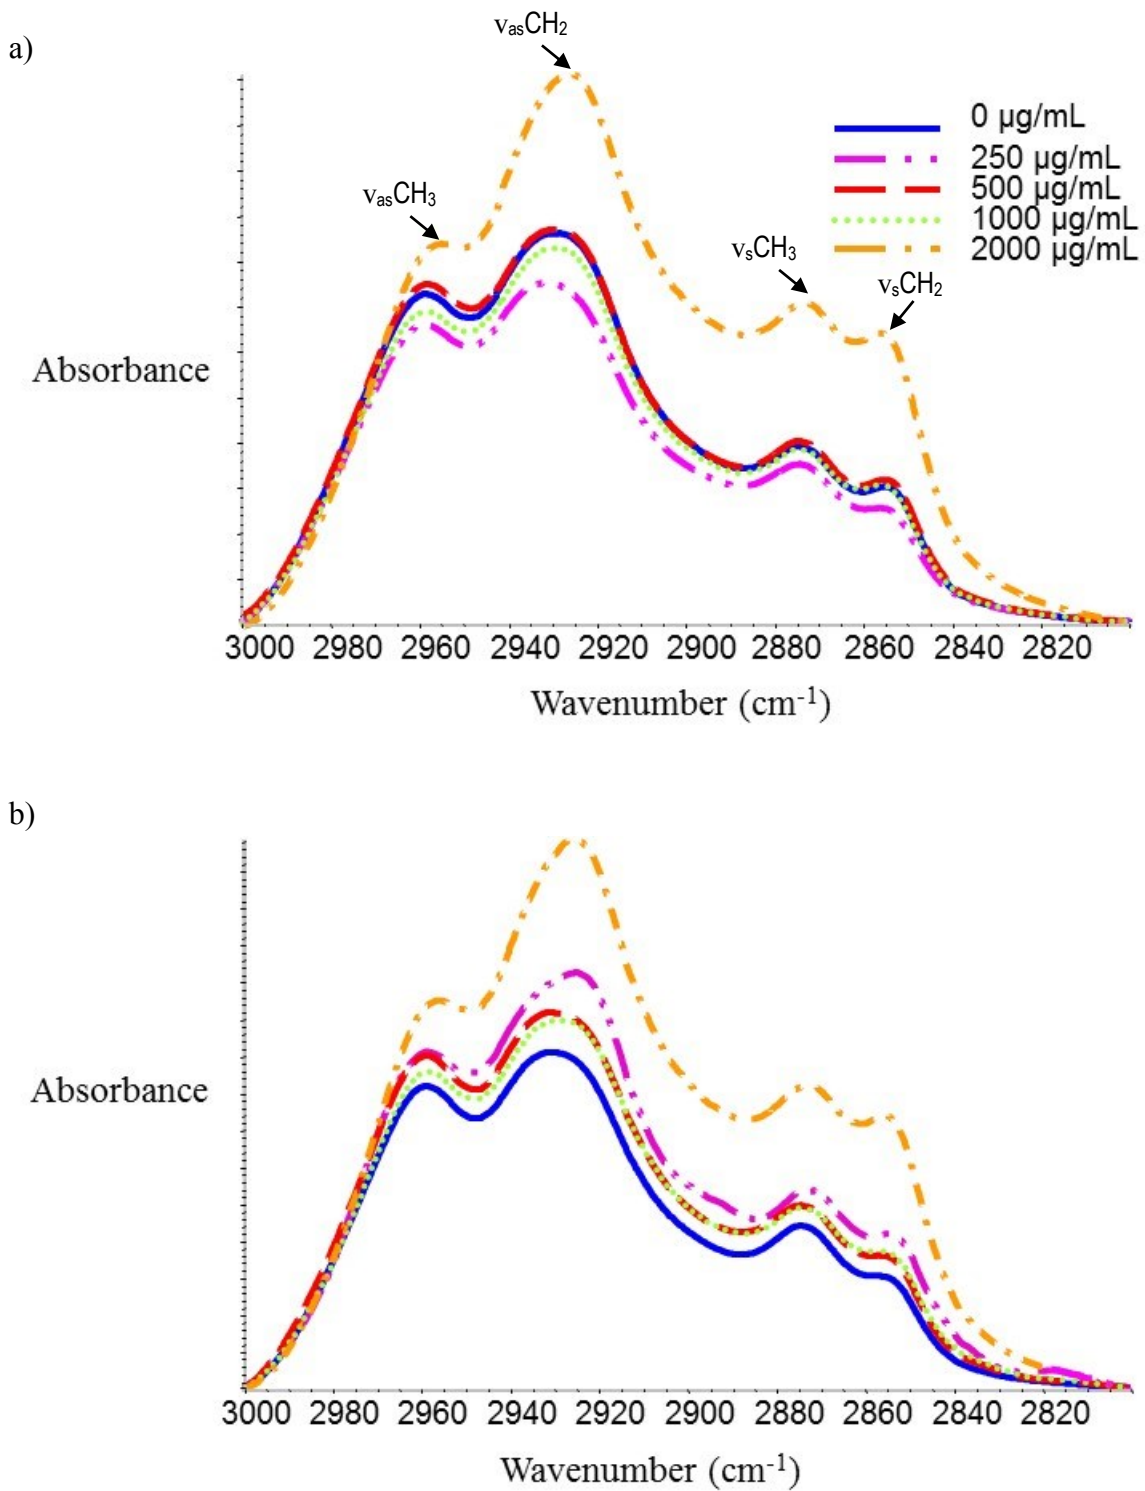 a)
vasCH2
vasCH3
vsCH3
vsCH2
0 µg/mL
250 µg/mL
500 µg/mL
1000 µg/mL
2000 µg/mL
Absorbance
3000 2980 2960 2940 2920 2900 2880 2860 2840 2820
Wavenumber (cm-1)
b)
Absorbance
3000 2980 2960 2940 2920 2900 2880 2860 2840 2820
Wavenumber (cm-1)